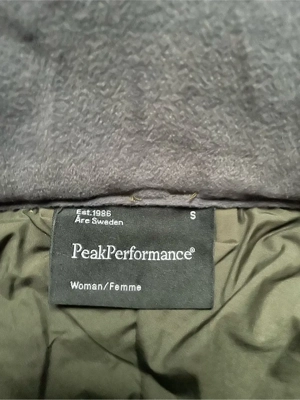 Est.1986 S
Åre Sweden
PeakPerformance®
Woman/Femme